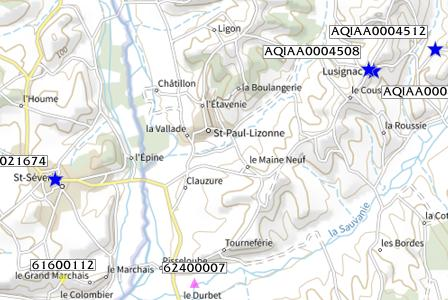 Ligon
AQIAA0004512
AQIAA0004508
Lusignac
Châtillon
la Boulangerie
le Cous
AQIAA000
l'Houme
l'Étavenie
la Vallade
St-Paul-Lizonne
la Roussie
021674
l'Épine
le Maine Neuf
St-Séver
Clauzure
la Sauvanie
la Cot
Tourneférie
les Bordes
Risseloube
61600112
le Marchais
62400007
le Grand Marchais
le Colombier
le Durbet